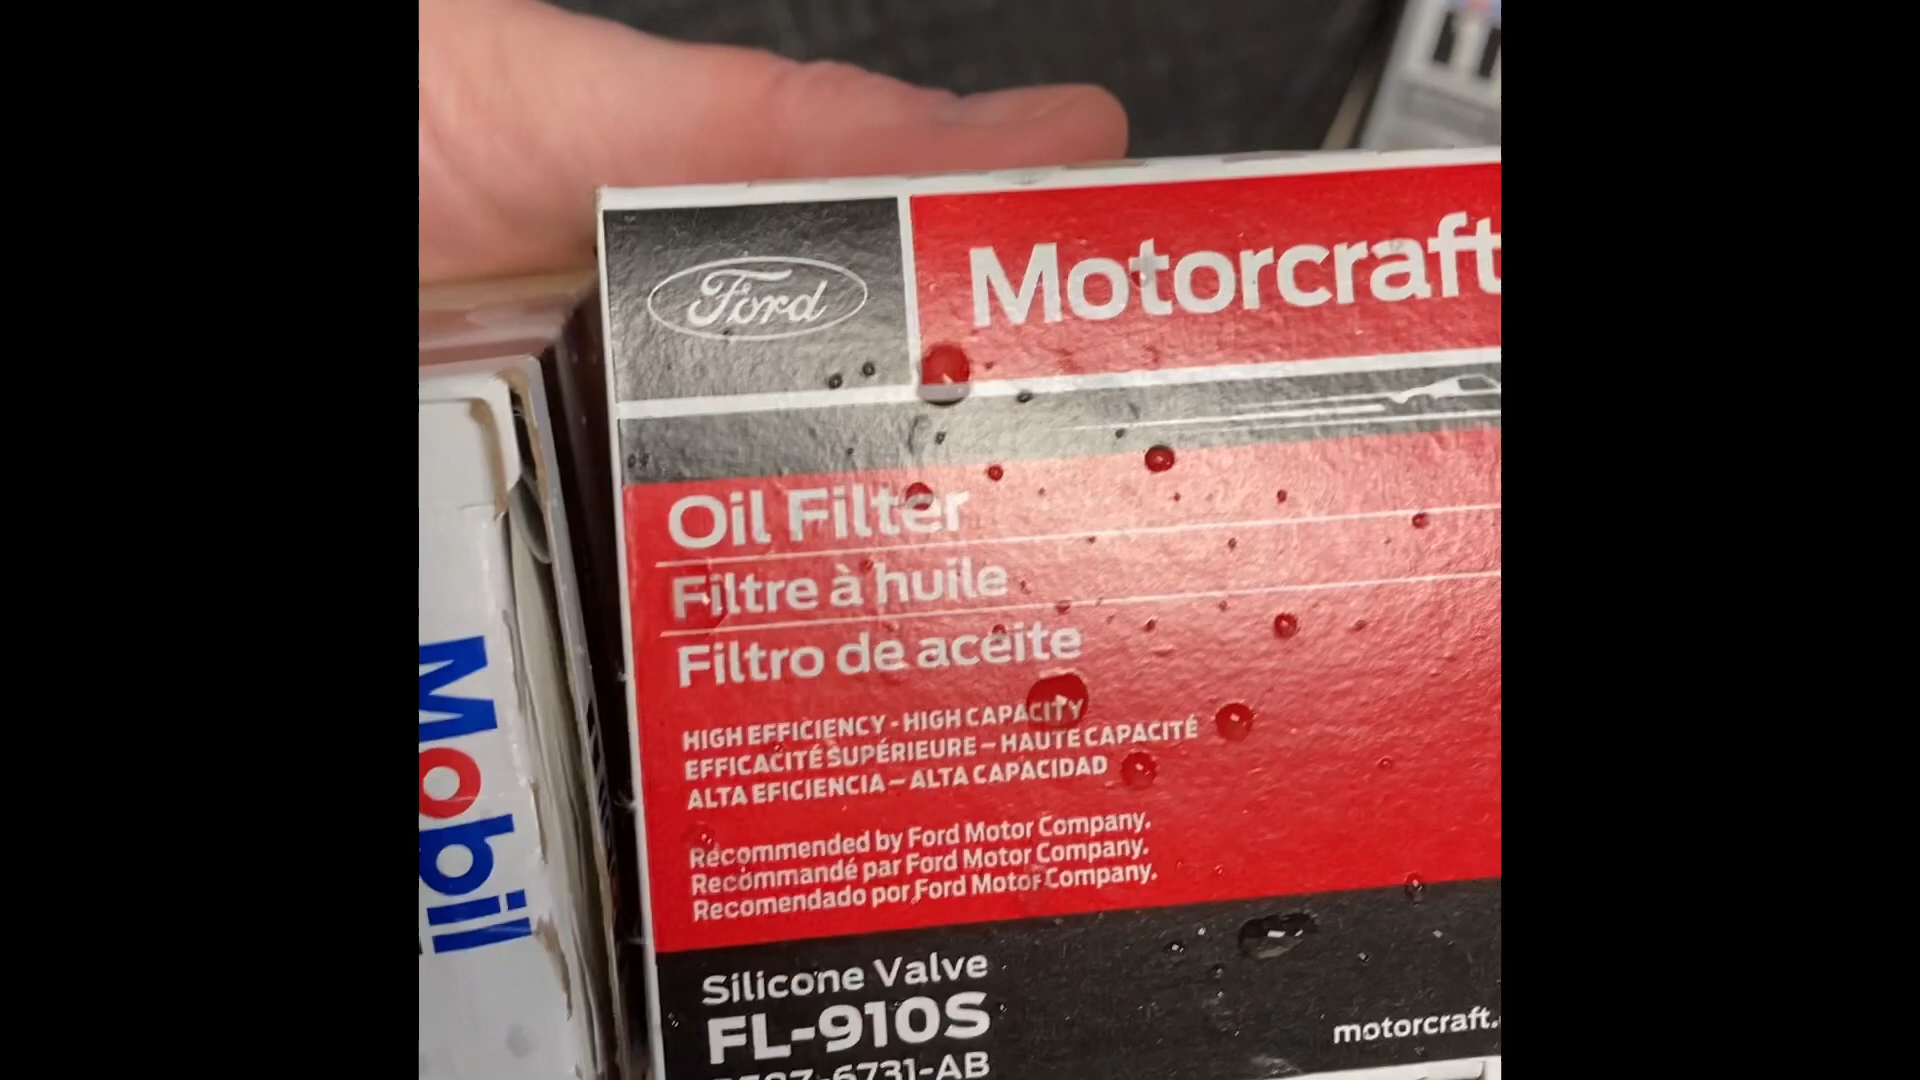 Ford
Motorcraft
Oil Filter
Filtre à huile
Filtro de aceite
HIGH EFFICIENCY - HIGH CAPACITY
EFFICACITÉ SUPÉRIEURE – HAUTE CAPACITÉ
ALTA EFICIENCIA – ALTA CAPACIDAD
Recommended by Ford Motor Company.
Recommandé par Ford Motor Company.
Recomendado por Ford Motor Company.
Silicone Valve
FL-910S
motorcraft.
6731-AB
Mobil